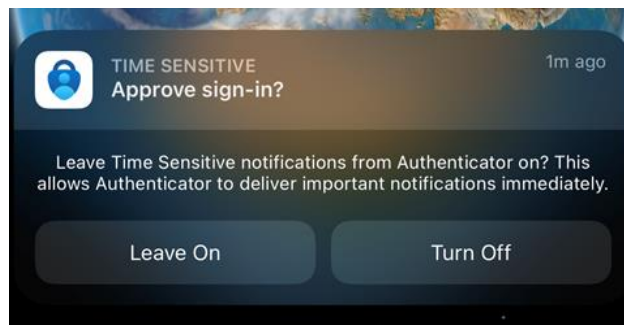 TIME SENSITIVE
1m ago
Approve sign-in?
Leave Time Sensitive notifications from Authenticator on? This
allows Authenticator to deliver important notifications immediately.
Leave On
Turn Off